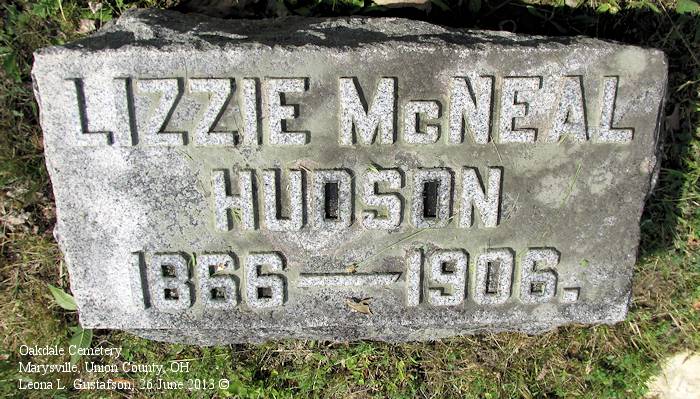 LIZZIE McNEAL
HUDSON
1866 — 1906.
Oakdale Cemetery
Marysville, Union County, OH
Leona L. Gustafson, 26 June 2013 ©